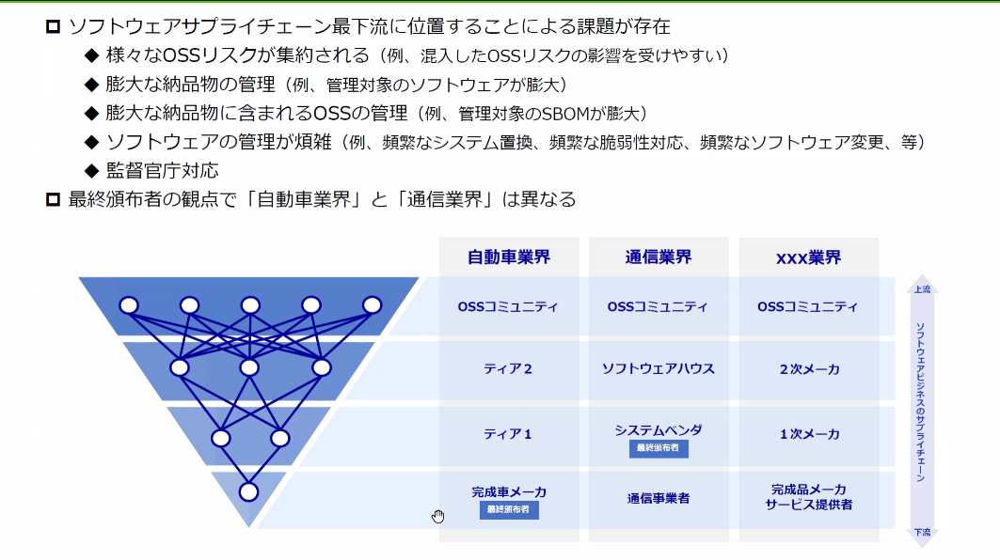 ソフトウェアサプライチェーン最下流に位置することによる課題が存在
様々なOSSリスクが集約される（例、混入したOSSリスクの影響を受けやすい）
膨大な納品物の管理（例、管理対象のソフトウェアが膨大）
膨大な納品物に含まれるOSSの管理（例、管理対象のSBOMが膨大）
ソフトウェアの管理が煩雑（例、頻繁なシステム置換、頻繁な脆弱性対応、頻繁なソフトウェア変更、等）
監督官庁対応
最終頒布者の観点で「自動車業界」と「通信業界」は異なる
自動車業界
通信業界
xxx業界
OSSコミュニティ
OSSコミュニティ
OSSコミュニティ
ティア２
ソフトウェアハウス
２次メーカ
ティア１
システムベンダ
最終頒布者
１次メーカ
完成車メーカ
最終頒布者
通信事業者
完成品メーカ
サービス提供者
上流
ソフトウェアビジネスのサプライチェーン
下流